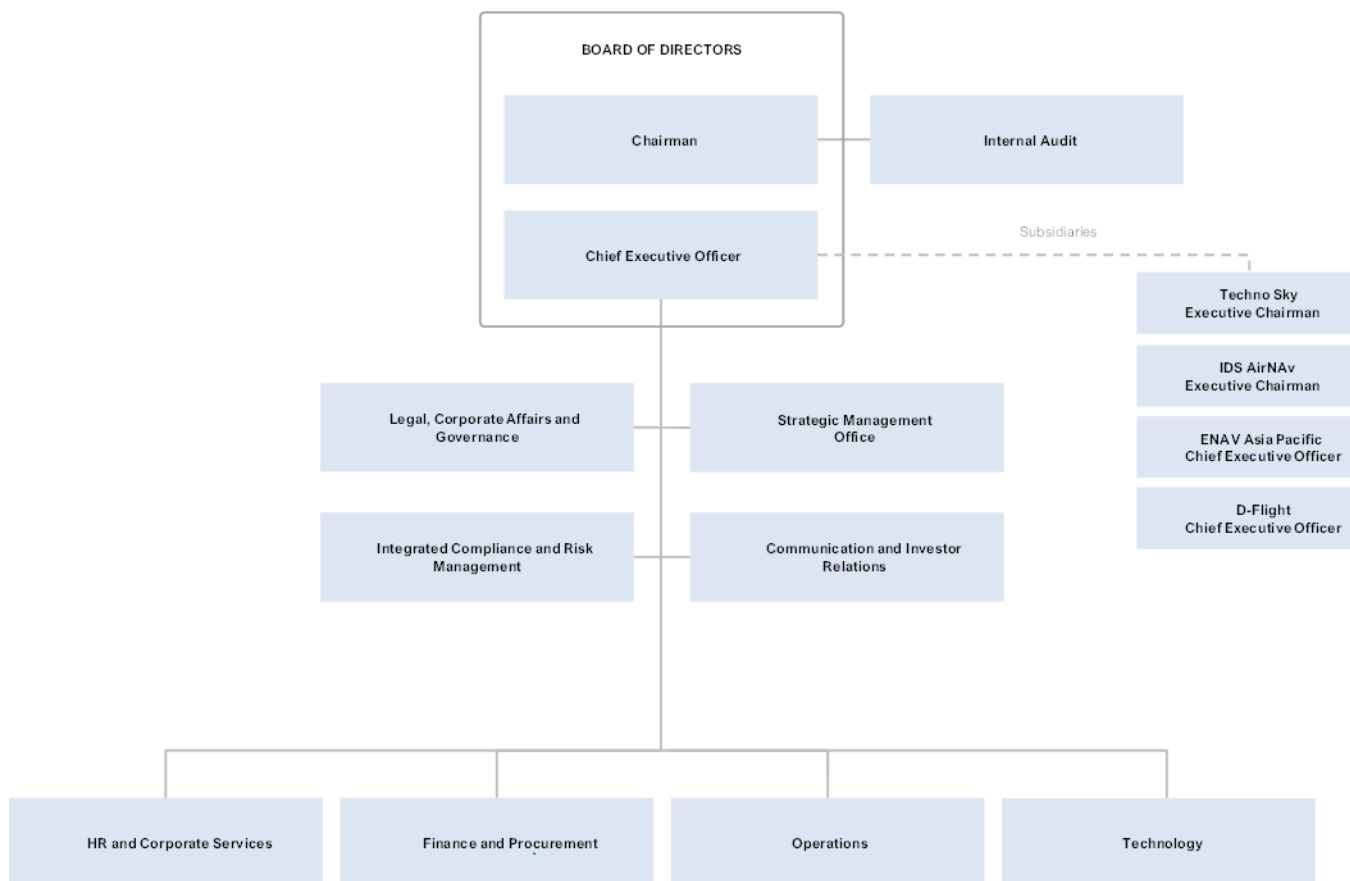 BOARD OF DIRECTORS
Chairman
Internal Audit
Chief Executive Officer
Subsidiaries
Techno Sky
Executive Chairman
IDS AirNAv
Executive Chairman
ENAV Asia Pacific
Chief Executive Officer
D-Flight
Chief Executive Officer
Legal, Corporate Affairs and
Governance
Strategic Management
Office
Integrated Compliance and Risk
Management
Communication and Investor
Relations
HR and Corporate Services
Finance and Procurement
Operations
Technology